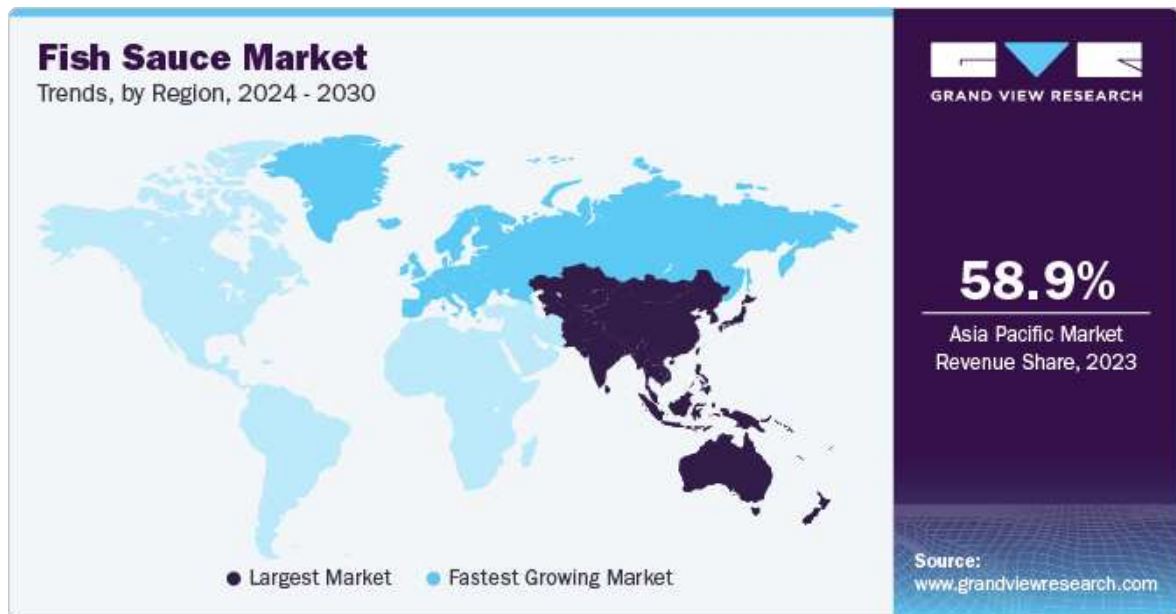 Fish Sauce Market
Trends, by Region, 2024 - 2030
GRAND VIEW RESEARCH
58.9%
Asia Pacific Market
Revenue Share, 2023
Largest Market
Fastest Growing Market
Source:
www.grandviewresearch.com